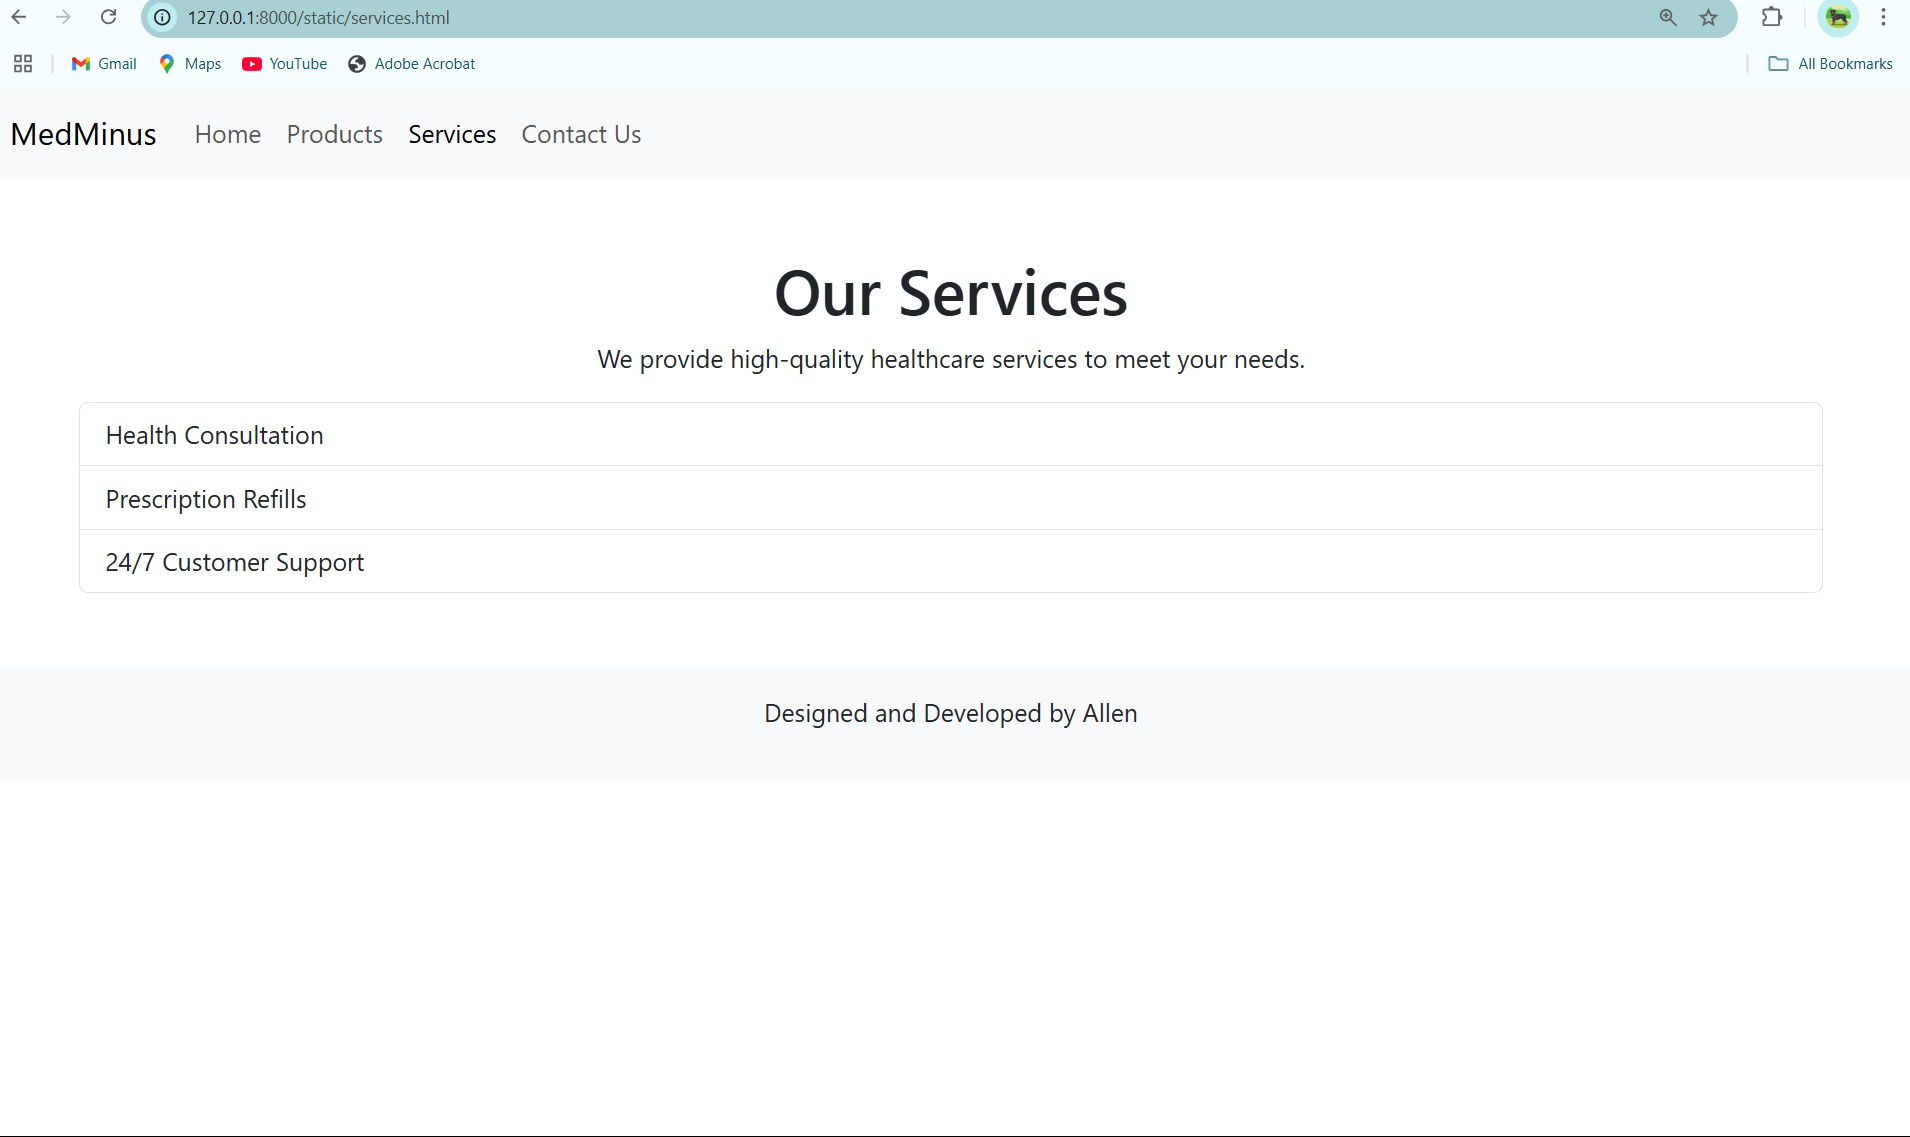 127.0.0.1:8000/static/services.html
Gmail Maps YouTube Adobe Acrobat All Bookmarks
MedMinus Home Products Services Contact Us
Our Services
We provide high-quality healthcare services to meet your needs.
Health Consultation
Prescription Refills
24/7 Customer Support
Designed and Developed by Allen